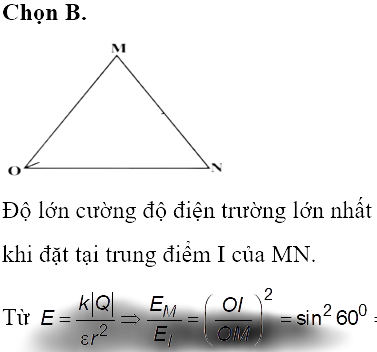 Chọn B.
M
O
N
Độ lớn cường độ điện trường lớn nhất
khi đặt tại trung điểm I của MN.
Từ E = k|Q| / εr² ⇒ E_M / E_I = (OI / OM)² = sin² 60⁰ =